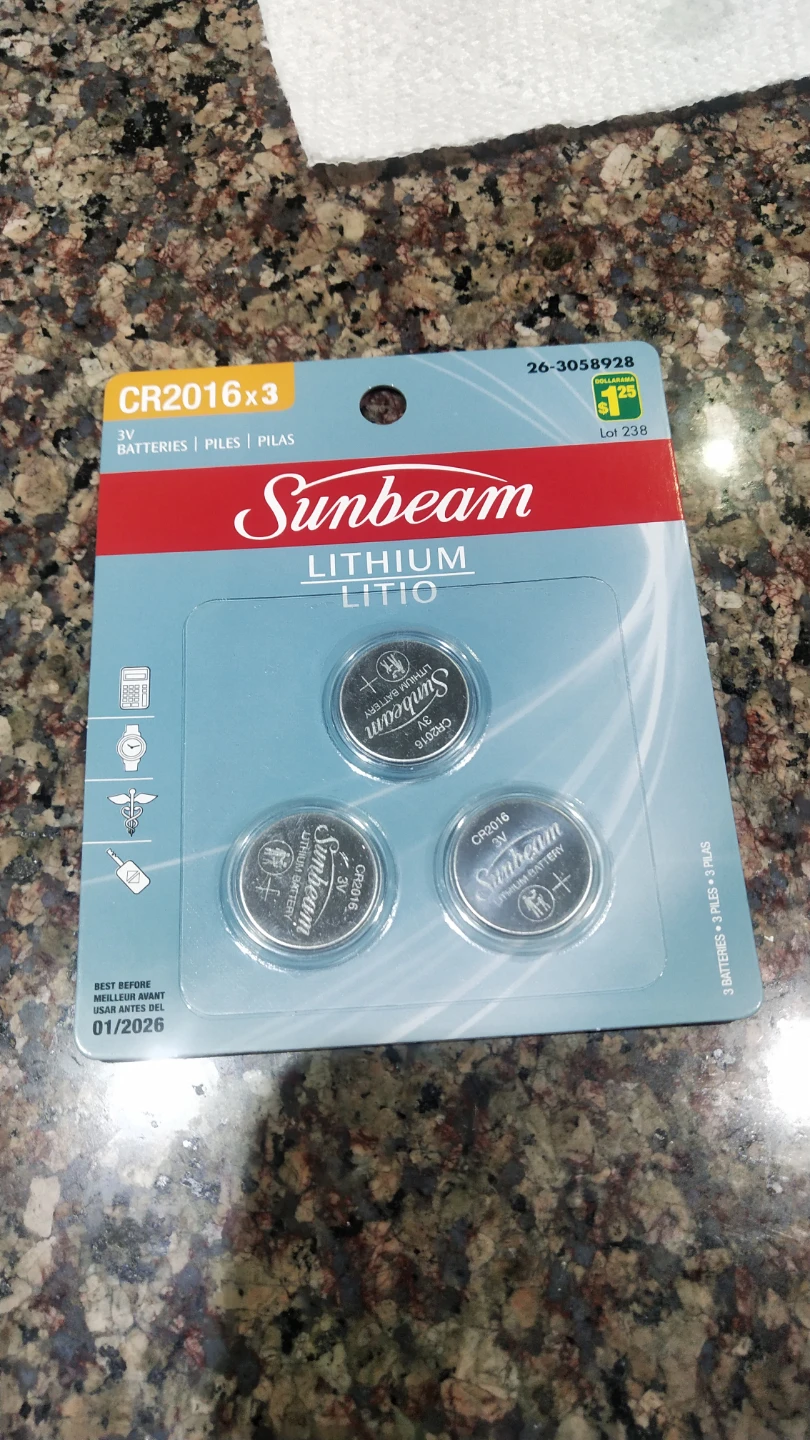 CR2016 x 3
26-3058928
DOLLARAMA
$1.25
Lot 238
3V
BATTERIES | PILES | PILAS
Sunbeam
LITHIUM
LITIO
CR2016
3V
Sunbeam
LITHIUM BATTERY
+
CR2016
3V
Sunbeam
LITHIUM BATTERY
+
CR2016
3V
Sunbeam
LITHIUM BATTERY
+
3 BATTERIES • 3 PILES • 3 PILAS
BEST BEFORE
MEILLEUR AVANT
USAR ANTES DEL
01/2026